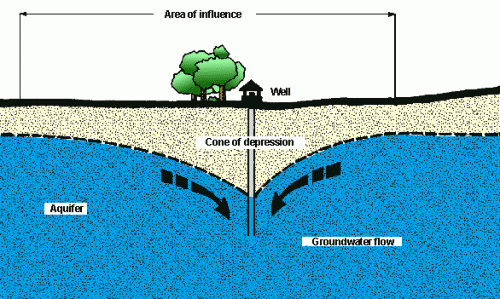 Area of influence
Well
Cone of depression
Aquifer
Groundwater flow